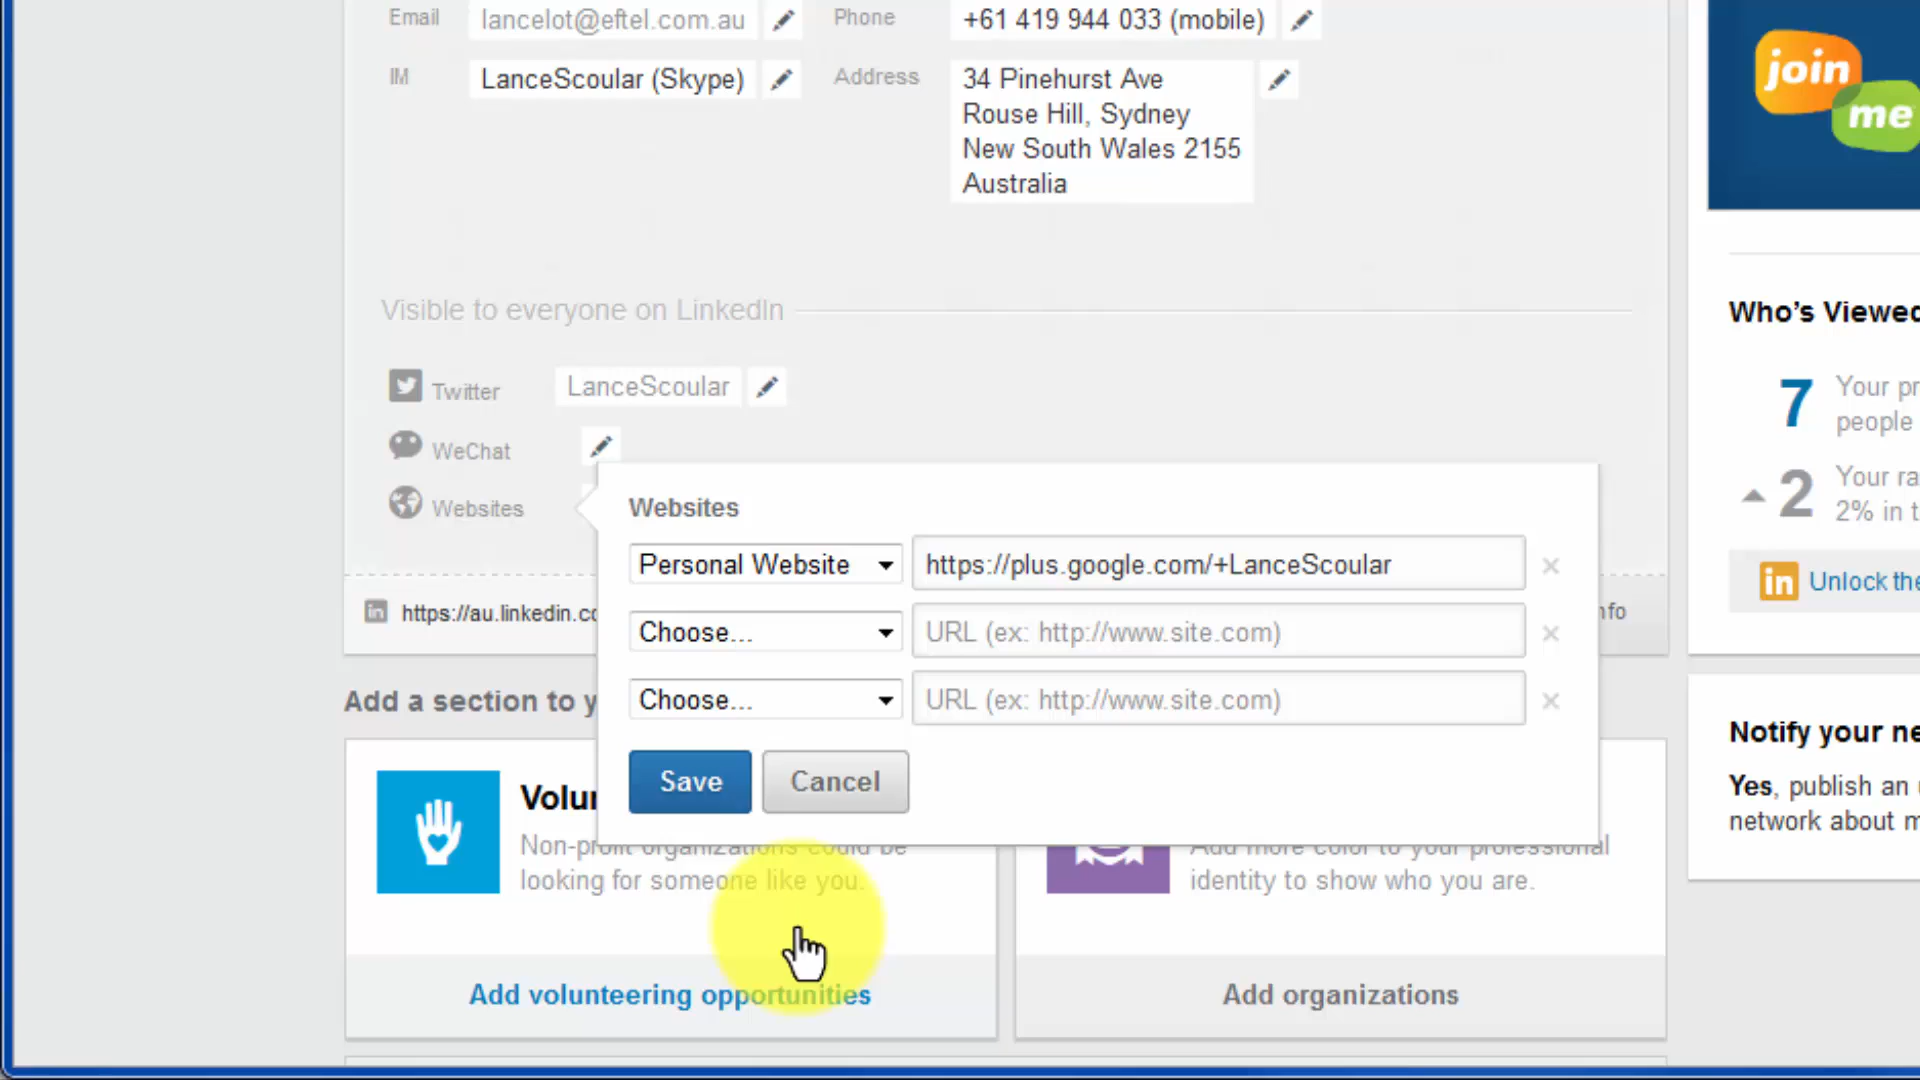 Email lancelot@eftel.com.au Phone +61 419 944 033 (mobile)
IM LanceScoular (Skype) Address 34 Pinehurst Ave
Rouse Hill, Sydney
New South Wales 2155
Australia
join
me
Visible to everyone on LinkedIn
Twitter LanceScoular
WeChat
Websites
Websites
Personal Website https://plus.google.com/+LanceScoular
Choose... URL (ex: http://www.site.com)
Choose... URL (ex: http://www.site.com)
Save Cancel
https://au.linkedin.co
nfo
Add a section to y
Volun
Non-profit organizations could be
looking for someone like you.
Add volunteering opportunities
Add more color to your professional
identity to show who you are.
Add organizations
Who's Viewed
7 Your pr
people
2 Your ra
2% in t
in Unlock the
Notify your ne
Yes, publish an u
network about m